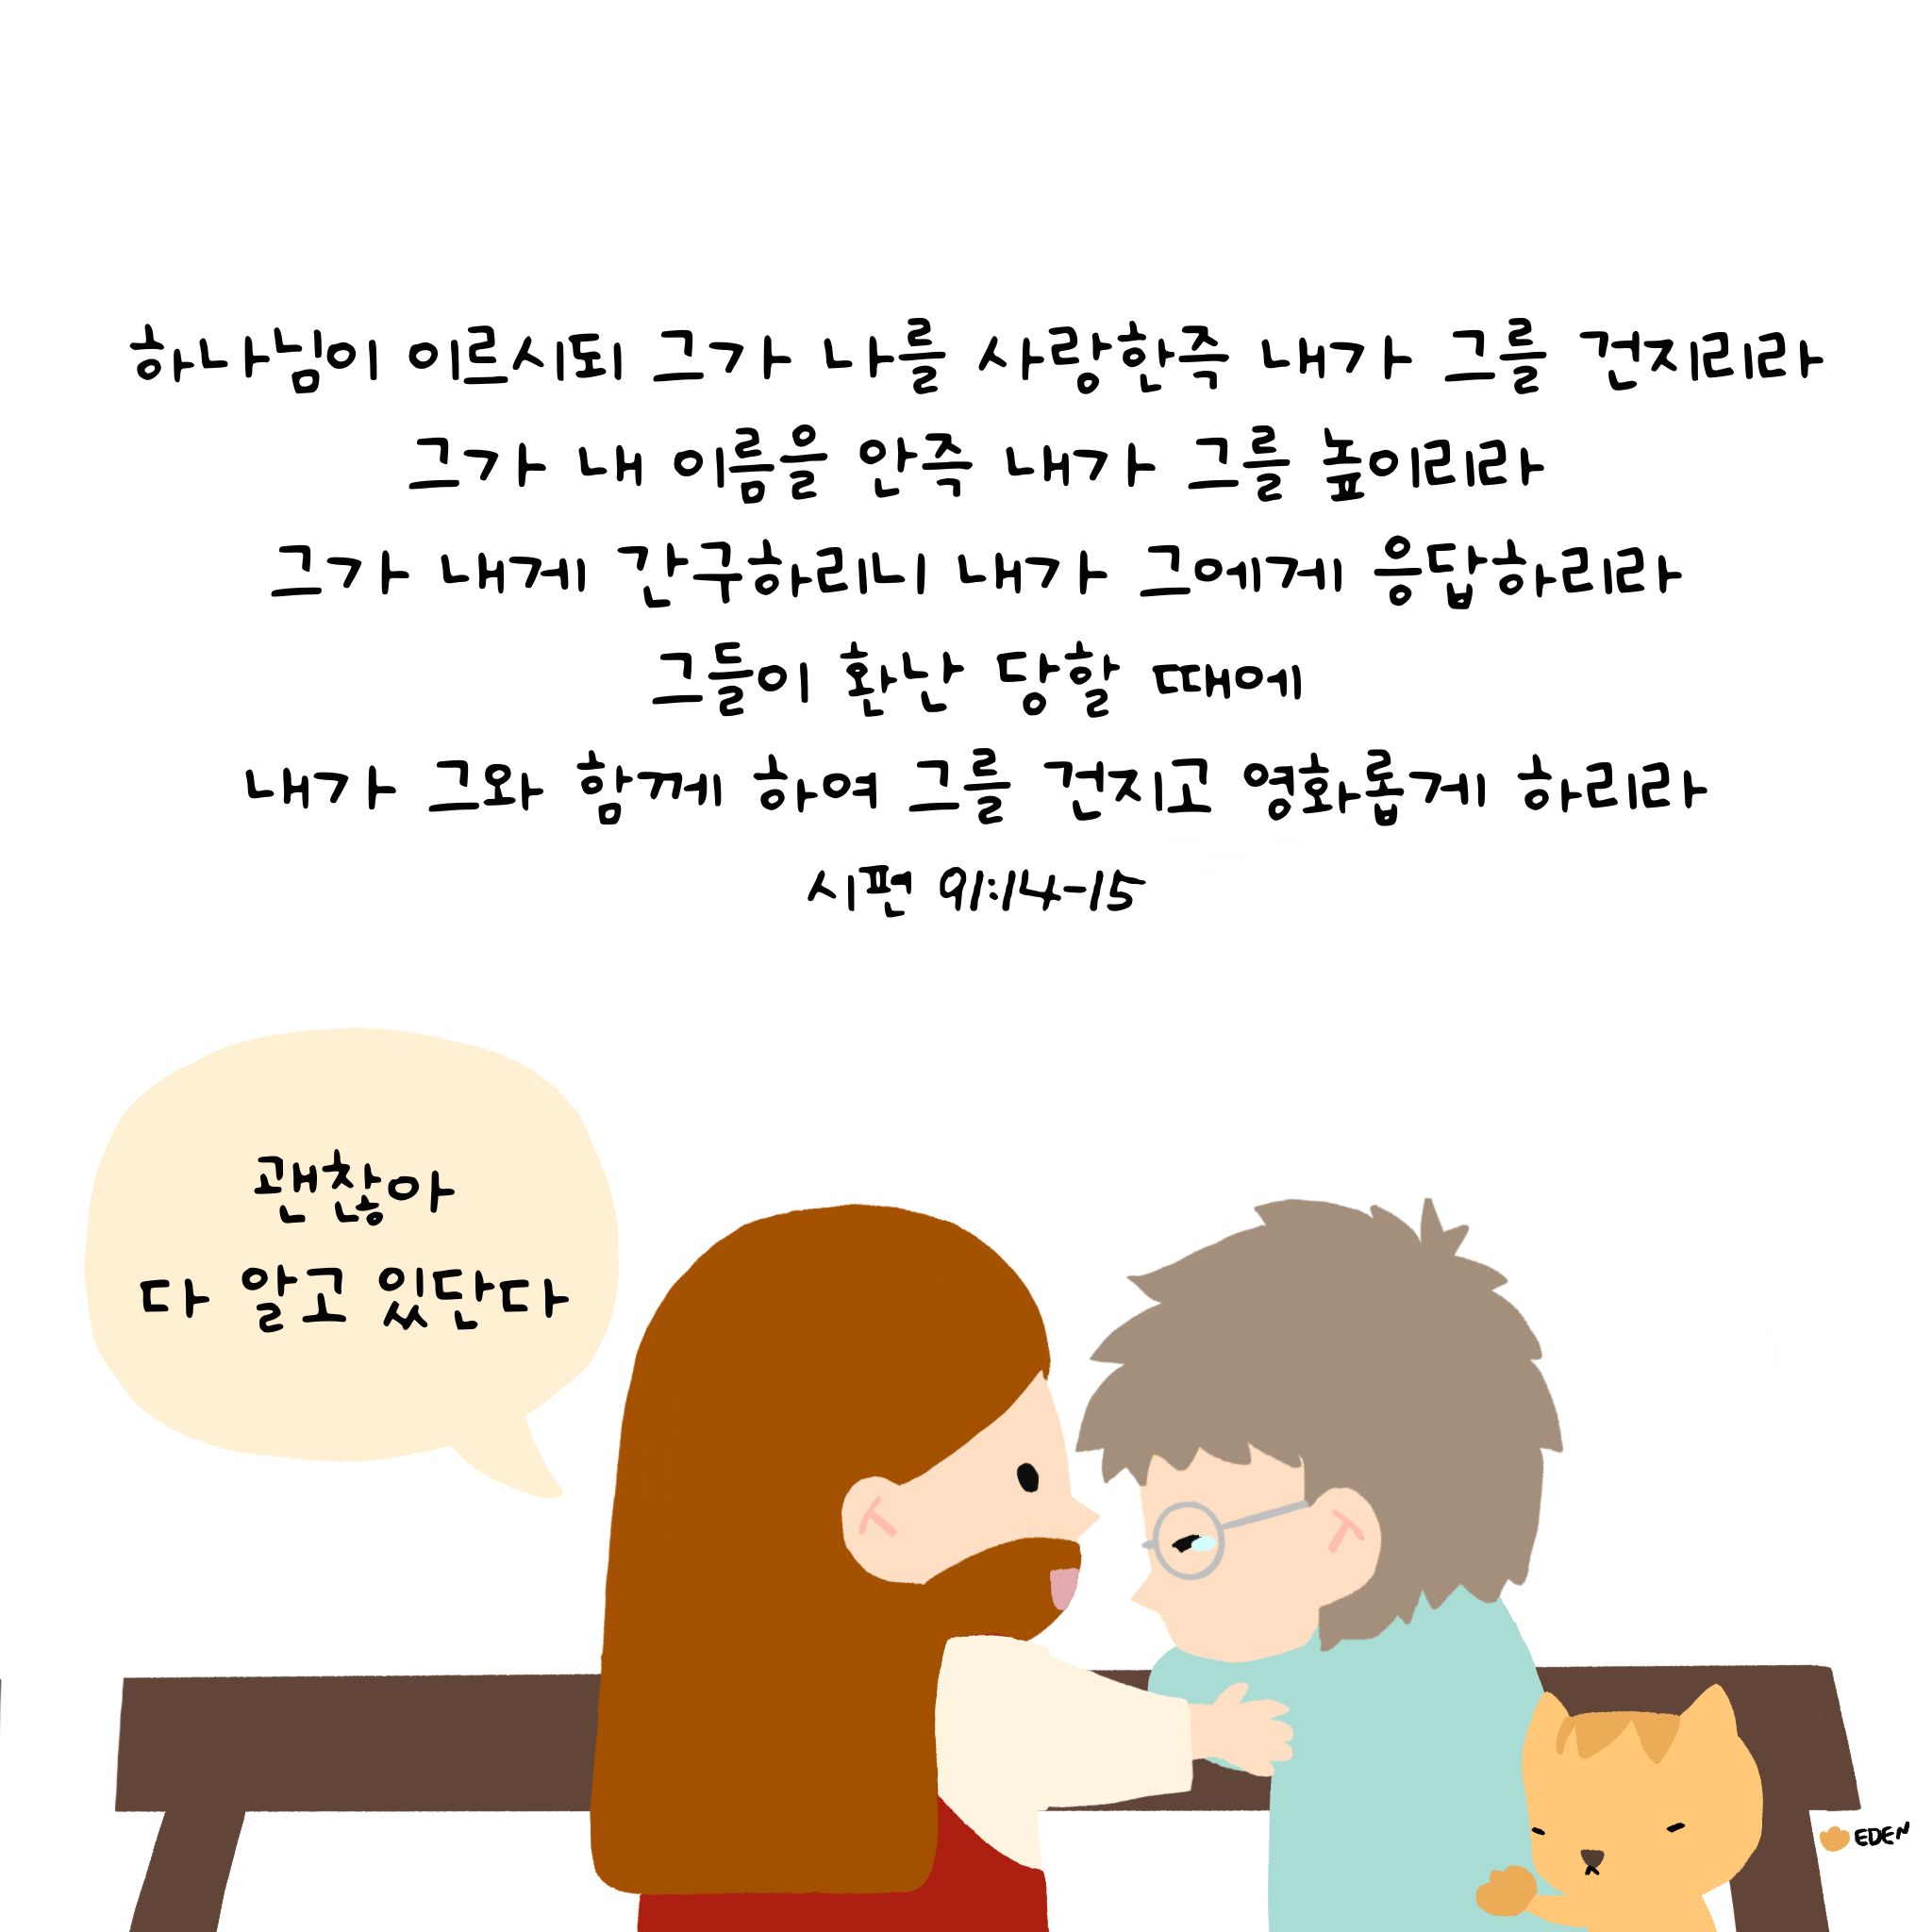 하나님이 이르시되 그가 나를 사랑한즉 내가 그를 건지리라
그가 내 이름을 안즉 내가 그를 높이리라
그가 내게 간구하리니 내가 그에게 응답하리라
그들이 환난 당할 때에
내가 그와 함께 하여 그를 건지고 영화롭게 하리라
시편 91:14-15
괜찮아
다 알고 있단다
EDEN